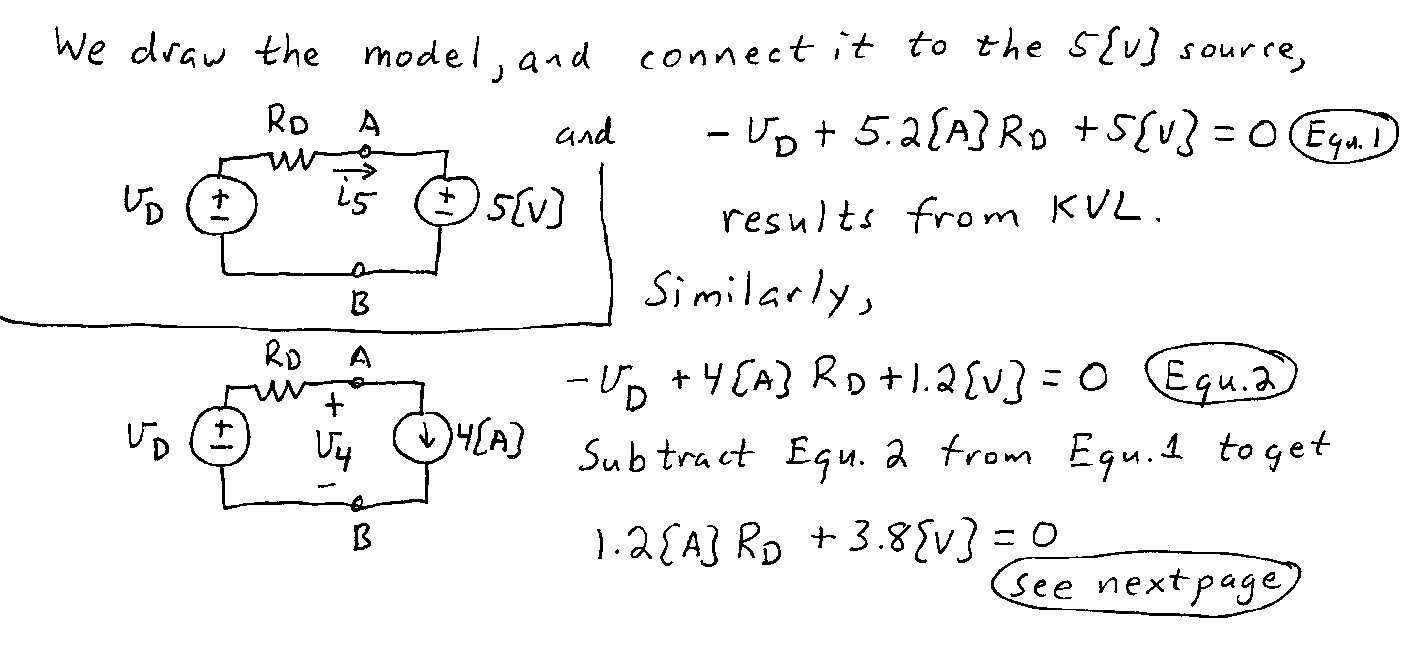 We draw the model, and connect it to the 5[V] source,
RD A
vD + - i5 + - 5[V]
B
and
- vD + 5.2[A] RD + 5[V] = 0 Equ. 1
results from KVL.
Similarly,
RD A
vD + - + v4 - 4[A]
B
- vD + 4[A] RD + 1.2[V] = 0 Equ. 2
Subtract Equ. 2 from Equ. 1 to get
1.2[A] RD + 3.8[V] = 0
see next page